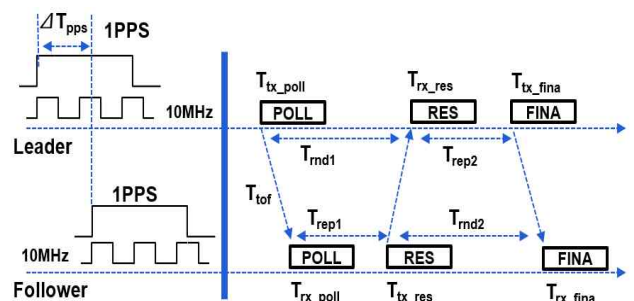 ΔTpps 1PPS
10MHz
Leader
Ttx_poll Trx_res Ttx_fina
POLL RES FINA
Trnd1 Trep2
Ttof
1PPS
10MHz
Follower
Trep1 Trnd2
POLL RES FINA
Trx_poll Ttx_res Trx_fina